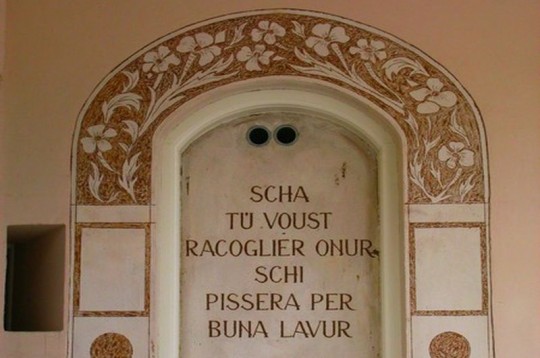 SCHA
TÜ VOUST
RACOGLIER ONUR
SCHI
PISSERA PER
BUNA LAVUR